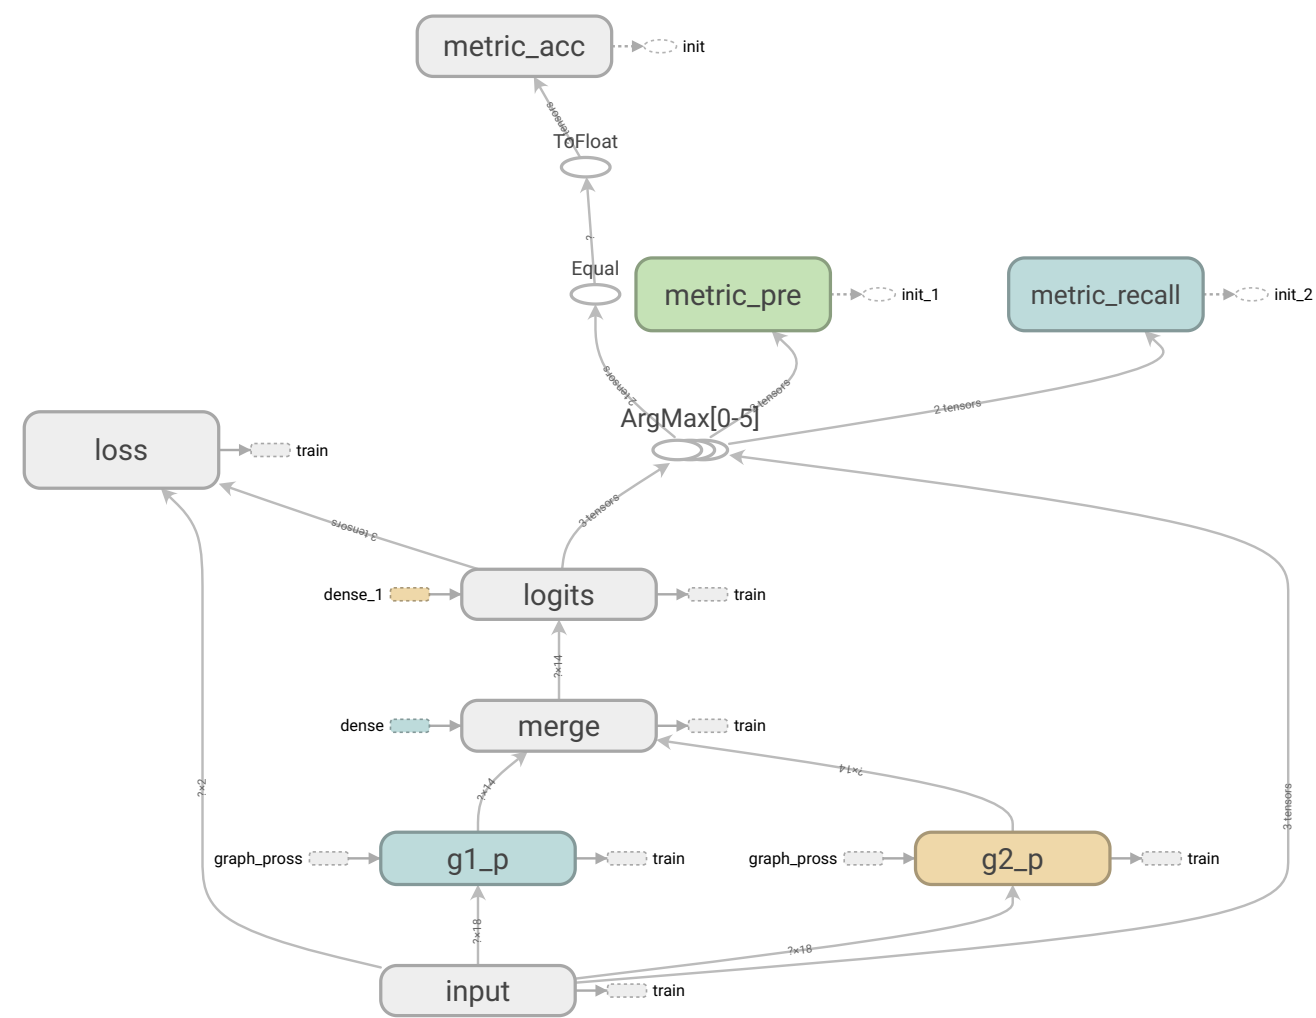 metric_acc
init
3 tensors
ToFloat
?
Equal
metric_pre
init_1
metric_recall
init_2
2 tensors
3 tensors
2 tensors
ArgMax[0-5]
loss
train
3 tensors
3 tensors
dense_1
logits
train
?×14
dense
merge
train
?×14
?×14
?×2
3 tensors
graph_pross
g1_p
train
graph_pross
g2_p
train
?×18
?×18
input
train